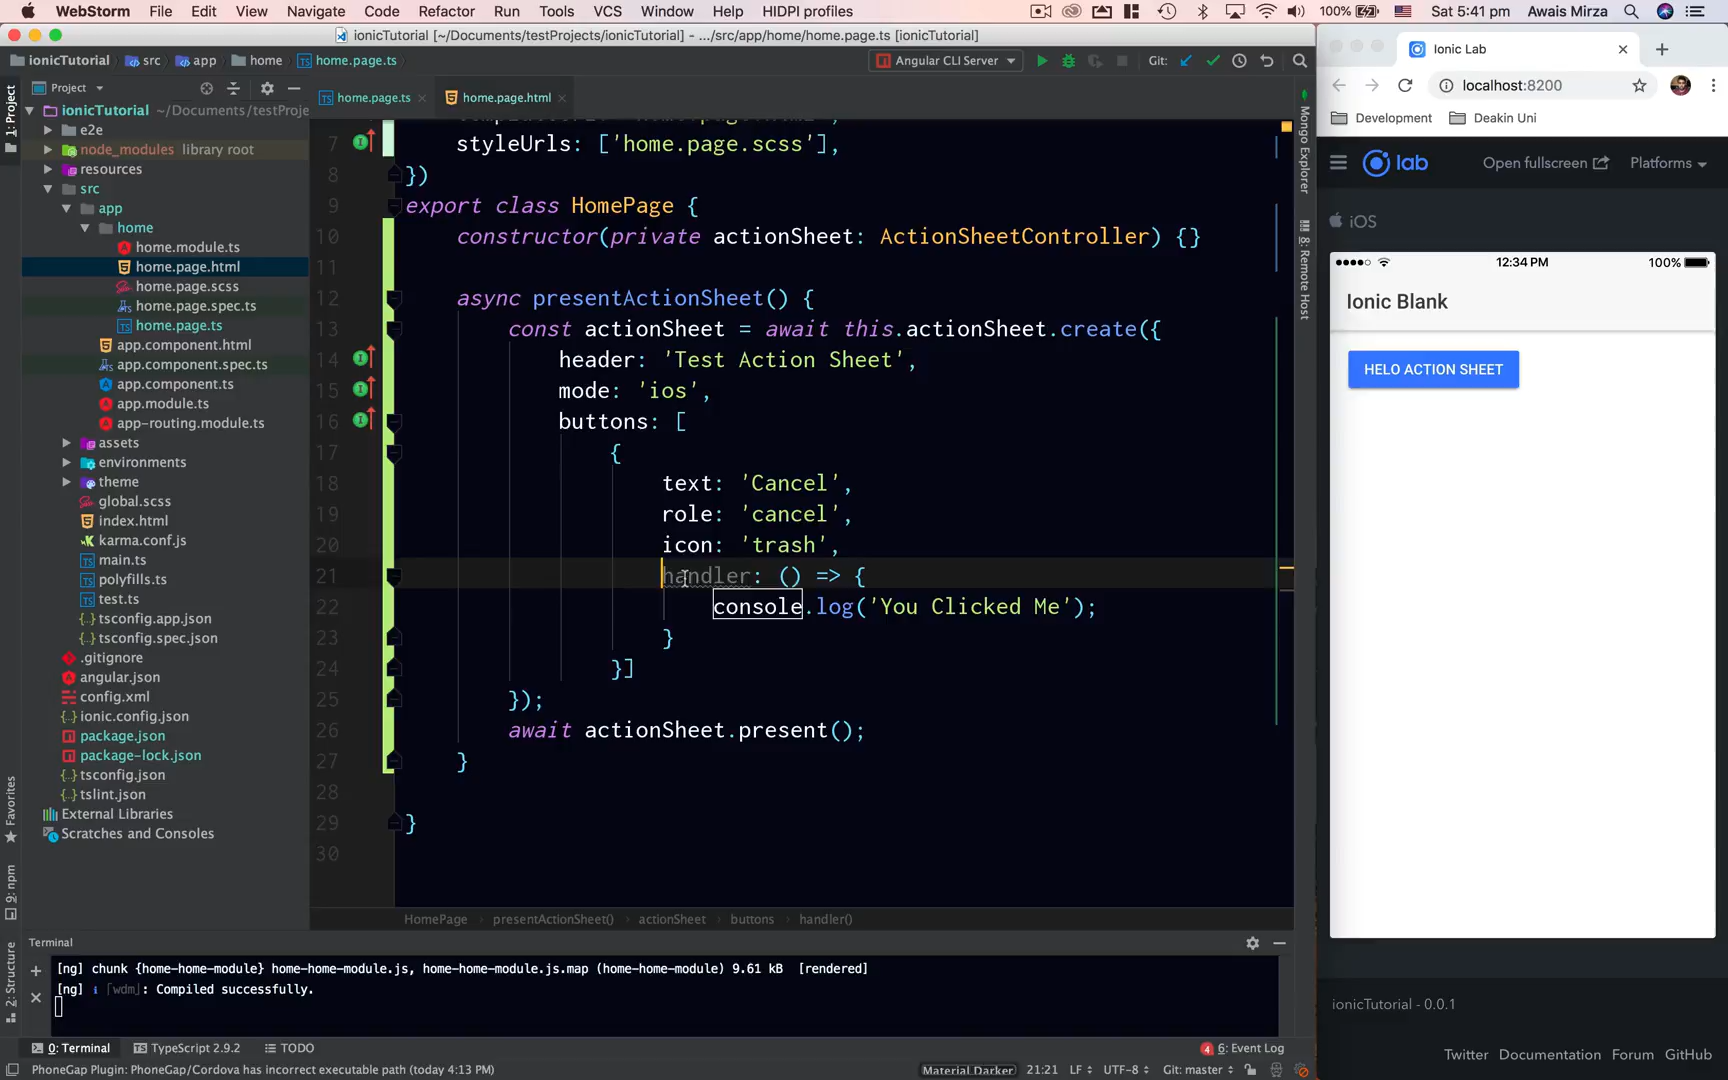 WebStorm File Edit View Navigate Code Refactor Run Tools VCS Window Help HIDPI profiles 100% Sat 5:41 pm Awais Mirza
ionicTutorial [~/Documents/testProjects/ionicTutorial] - .../src/app/home/home.page.ts [ionicTutorial]
ionicTutorial src app home home.page.ts Angular CLI Server Git:
Project
home.page.ts home.page.html
1: Project
ionicTutorial ~/Documents/testProje
e2e
node_modules library root
resources
src
app
home
home.module.ts
home.page.html
home.page.scss
home.page.spec.ts
home.page.ts
app.component.html
app.component.spec.ts
app.component.ts
app.module.ts
app-routing.module.ts
assets
environments
theme
global.scss
index.html
karma.conf.js
main.ts
polyfills.ts
test.ts
tsconfig.app.json
tsconfig.spec.json
.gitignore
angular.json
config.xml
ionic.config.json
package.json
package-lock.json
tsconfig.json
tslint.json
External Libraries
Scratches and Consoles
Favorites
9: npm
2: Structure
7 styleUrls: ['home.page.scss'],
8 })
9 export class HomePage {
10 constructor(private actionSheet: ActionSheetController) {}
11
12 async presentActionSheet() {
13 const actionSheet = await this.actionSheet.create({
14 header: 'Test Action Sheet',
15 mode: 'ios',
16 buttons: [
17 {
18 text: 'Cancel',
19 role: 'cancel',
20 icon: 'trash',
21 handler: () => {
22 console.log('You Clicked Me');
23 }
24 }]
25 });
26 await actionSheet.present();
27 }
28
29 }
30
HomePage presentActionSheet() actionSheet buttons handler()
Mongo Explorer
8: Remote Host
Terminal
[ng] chunk {home-home-module} home-home-module.js, home-home-module.js.map (home-home-module) 9.61 kB [rendered]
[ng] i ｢wdm｣: Compiled successfully.
0: Terminal TypeScript 2.9.2 TODO 4 6: Event Log
PhoneGap Plugin: PhoneGap/Cordova has incorrect executable path (today 4:13 PM) Material Darker 21:21 LF UTF-8 Git: master
Ionic Lab
localhost:8200
Development Deakin Uni
lab Open fullscreen Platforms
iOS
12:34 PM 100%
Ionic Blank
HELO ACTION SHEET
ionicTutorial - 0.0.1
Twitter Documentation Forum GitHub